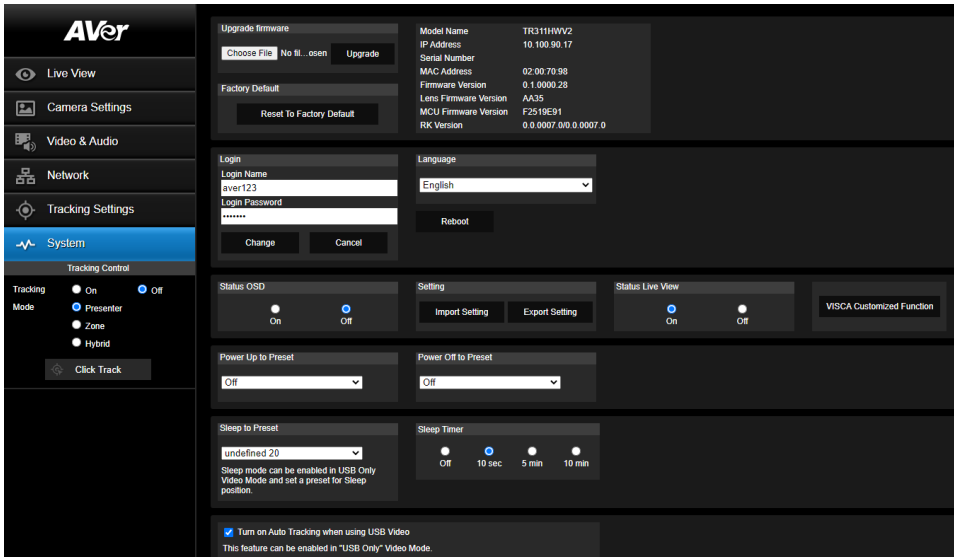 AVer
Live View
Camera Settings
Video & Audio
Network
Tracking Settings
System
Tracking Control
Tracking On Off
Mode Presenter
Zone
Hybrid
Click Track
Upgrade firmware
Choose File No fil...osen Upgrade
Factory Default
Reset To Factory Default
Model Name TR311HWV2
IP Address 10.100.90.17
Serial Number
MAC Address 02:00:70:98
Firmware Version 0.1.0000.28
Lens Firmware Version AA35
MCU Firmware Version F2519E91
RK Version 0.0.0007.0/0.0.0007.0
Login
Login Name
aver123
Login Password
•••••••
Change Cancel
Language
English
Reboot
Status OSD
On Off
Setting
Import Setting Export Setting
Status Live View
On Off
VISCA Customized Function
Power Up to Preset
Off
Power Off to Preset
Off
Sleep to Preset
undefined 20
Sleep mode can be enabled in USB Only
Video Mode and set a preset for Sleep
position.
Sleep Timer
Off 10 sec 5 min 10 min
Turn on Auto Tracking when using USB Video
This feature can be enabled in "USB Only" Video Mode.